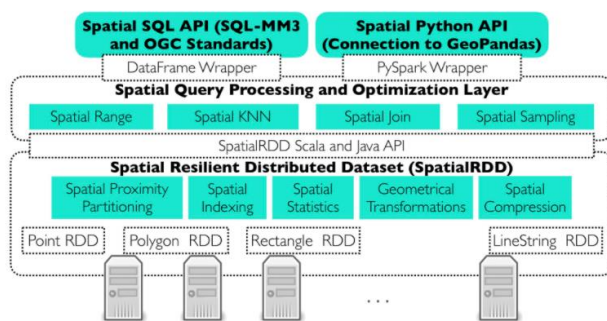 Spatial SQL API (SQL-MM3
and OGC Standards)
Spatial Python API
(Connection to GeoPandas)
DataFrame Wrapper
PySpark Wrapper
Spatial Query Processing and Optimization Layer
Spatial Range
Spatial KNN
Spatial Join
Spatial Sampling
SpatialRDD Scala and Java API
Spatial Resilient Distributed Dataset (SpatialRDD)
Spatial Proximity
Partitioning
Spatial
Indexing
Spatial
Statistics
Geometrical
Transformations
Spatial
Compression
Point RDD
Polygon RDD
Rectangle RDD
LineString RDD
...